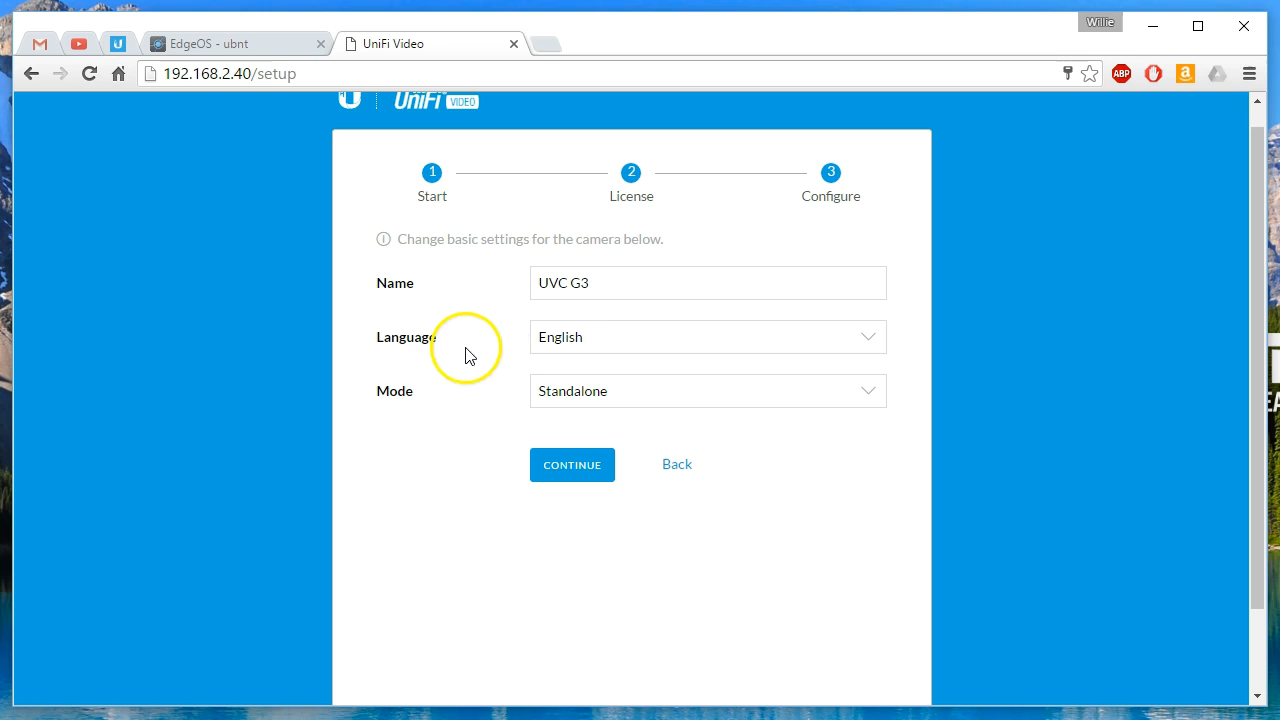 Willie
EdgeOS - ubnt
UniFi Video
192.168.2.40/setup
ABP
U UniFi VIDEO
1 2 3
Start License Configure
Change basic settings for the camera below.
Name UVC G3
Language English
Mode Standalone
CONTINUE Back